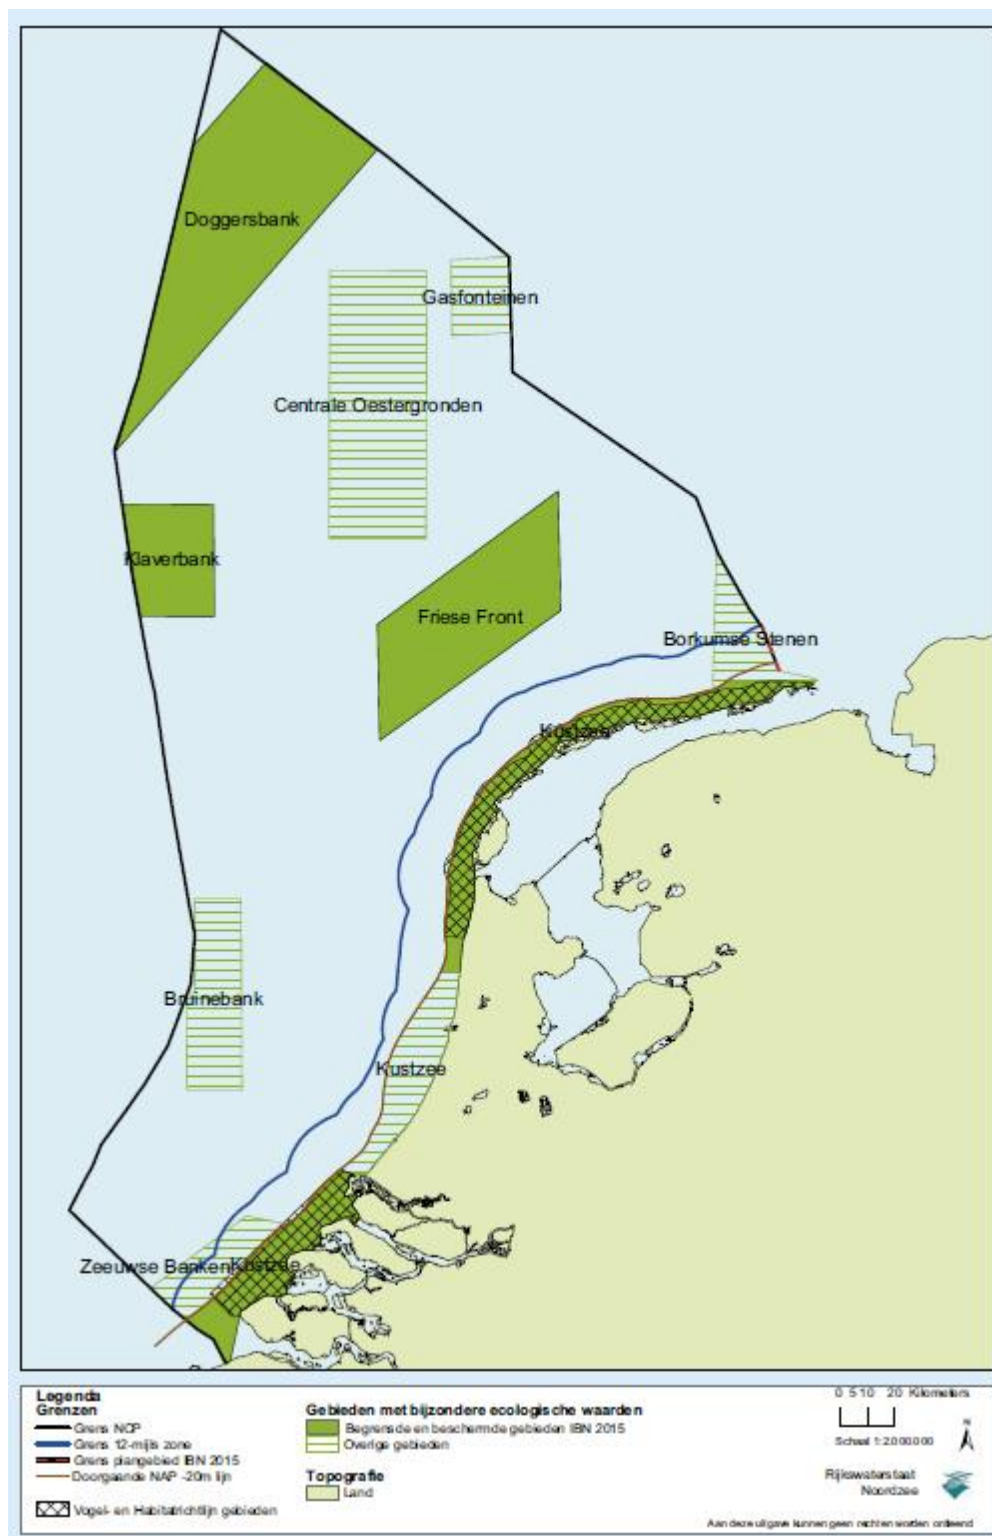 Doggersbank
Gasfonteinen
Centrale Oestergronden
Klaverbank
Friese Front
Borkumse Stenen
Kustzee
Bruinebank
Kustzee
Zeeuwse Banken
Kustzee
Legenda
Grenzen
Grens NCP
Grens 12-mijls zone
Grens plangebied IBN 2015
Doorgaande NAP -20m lijn
Vogel- en Habitatrichtlijn gebieden
Gebieden met bijzondere ecologische waarden
Begrensde en beschermde gebieden IBN 2015
Overige gebieden
Topografie
Land
0 5 10 20 Kilometers
Schaal 1:2.000.000
N
Rijkswaterstaat
Noordzee
Aan deze uitgave kunnen geen rechten worden ontleend